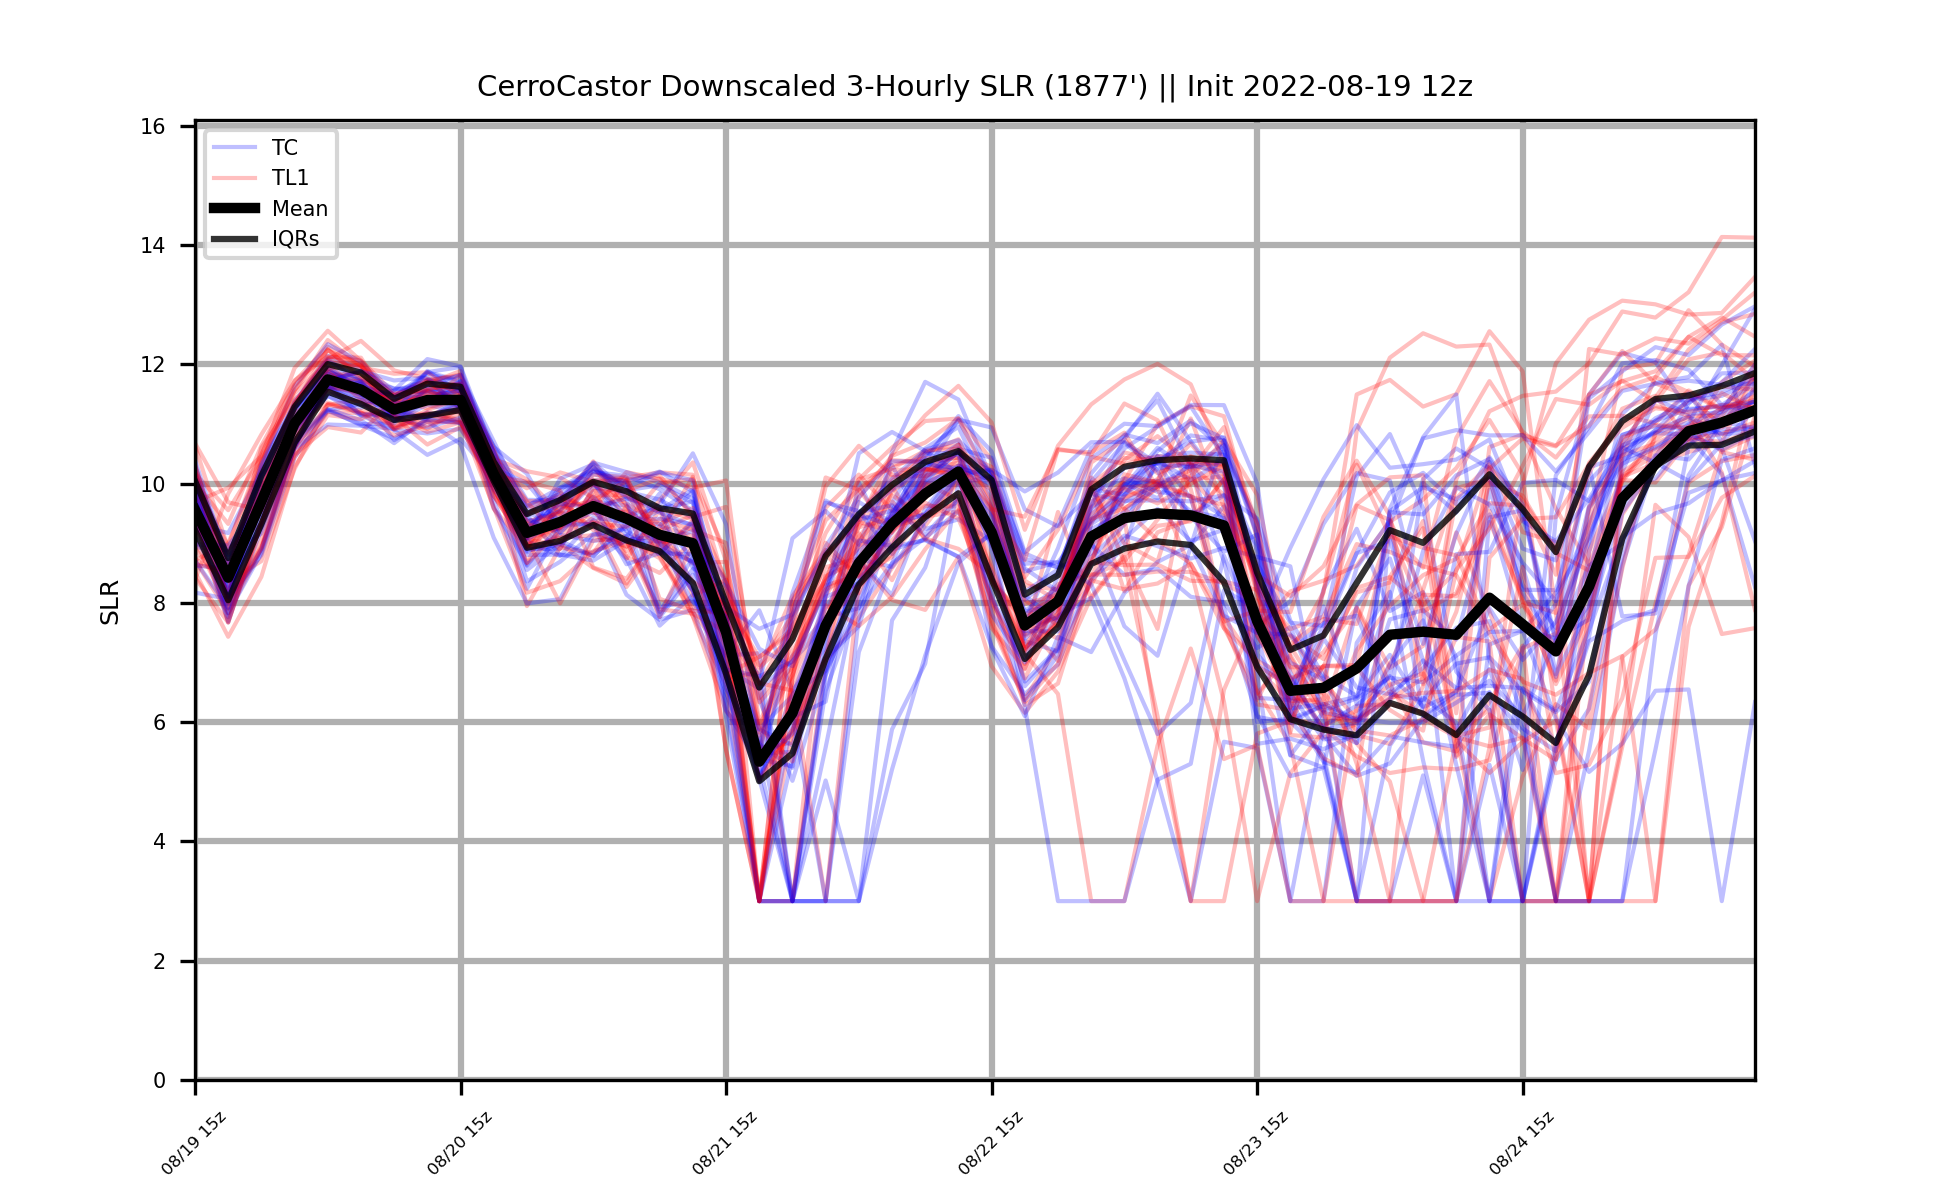 CerroCastor Downscaled 3-Hourly SLR (1877') || Init 2022-08-19 12z
TC
TL1
Mean
IQRs
SLR
16
14
12
10
8
6
4
2
0
08/19 15z
08/20 15z
08/21 15z
08/22 15z
08/23 15z
08/24 15z